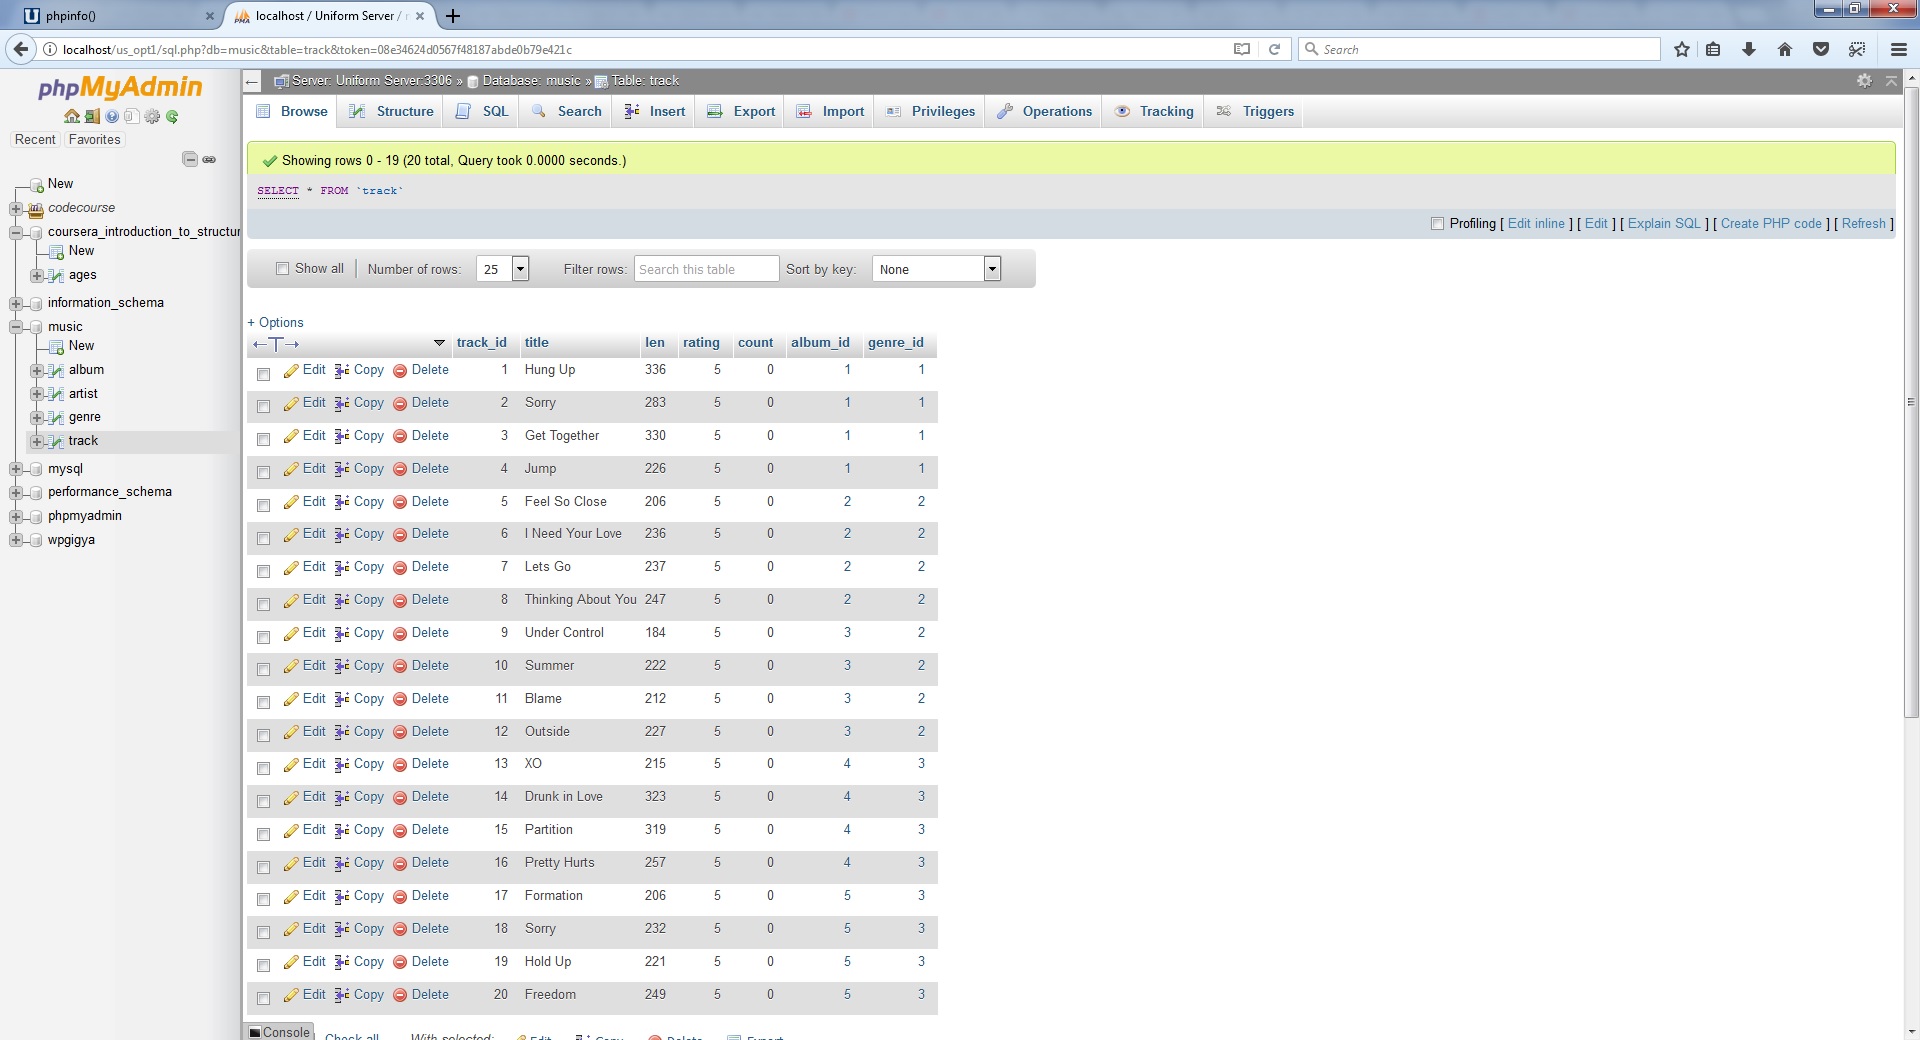 phpinfo()
localhost / Uniform Server /
localhost/us_opt1/sql.php?db=music&table=track&token=08e34624d0567f48187abde0b79e421c
Search
phpMyAdmin
Recent Favorites
New
codecourse
coursera_introduction_to_structur
New
ages
information_schema
music
New
album
artist
genre
track
mysql
performance_schema
phpmyadmin
wpgigya
Server: Uniform Server:3306 » Database: music » Table: track
Browse Structure SQL Search Insert Export Import Privileges Operations Tracking Triggers
Showing rows 0 - 19 (20 total, Query took 0.0000 seconds.)
SELECT * FROM `track`
Profiling [ Edit inline ] [ Edit ] [ Explain SQL ] [ Create PHP code ] [ Refresh ]
Show all Number of rows: 25 Filter rows: Search this table Sort by key: None
+ Options
←T→ track_id title len rating count album_id genre_id
Edit Copy Delete 1 Hung Up 336 5 0 1 1
Edit Copy Delete 2 Sorry 283 5 0 1 1
Edit Copy Delete 3 Get Together 330 5 0 1 1
Edit Copy Delete 4 Jump 226 5 0 1 1
Edit Copy Delete 5 Feel So Close 206 5 0 2 2
Edit Copy Delete 6 I Need Your Love 236 5 0 2 2
Edit Copy Delete 7 Lets Go 237 5 0 2 2
Edit Copy Delete 8 Thinking About You 247 5 0 2 2
Edit Copy Delete 9 Under Control 184 5 0 3 2
Edit Copy Delete 10 Summer 222 5 0 3 2
Edit Copy Delete 11 Blame 212 5 0 3 2
Edit Copy Delete 12 Outside 227 5 0 3 2
Edit Copy Delete 13 XO 215 5 0 4 3
Edit Copy Delete 14 Drunk in Love 323 5 0 4 3
Edit Copy Delete 15 Partition 319 5 0 4 3
Edit Copy Delete 16 Pretty Hurts 257 5 0 4 3
Edit Copy Delete 17 Formation 206 5 0 5 3
Edit Copy Delete 18 Sorry 232 5 0 5 3
Edit Copy Delete 19 Hold Up 221 5 0 5 3
Edit Copy Delete 20 Freedom 249 5 0 5 3
Console Check all With selected: Edit Copy Delete Export